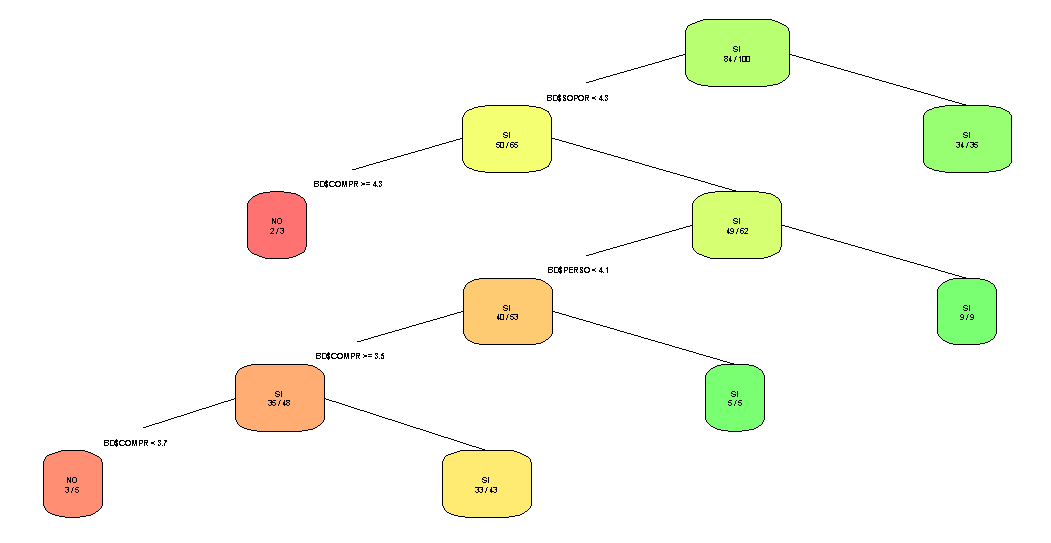 SI
84 / 100
BD$SOPOR < 4.3
SI
50 / 65
SI
34 / 35
BD$COMPR >= 4.3
NO
2 / 3
SI
49 / 62
BD$PERSO < 4.1
SI
40 / 53
SI
9 / 9
BD$COMPR >= 3.5
SI
35 / 48
SI
5 / 5
BD$COMPR < 3.7
NO
3 / 5
SI
33 / 43